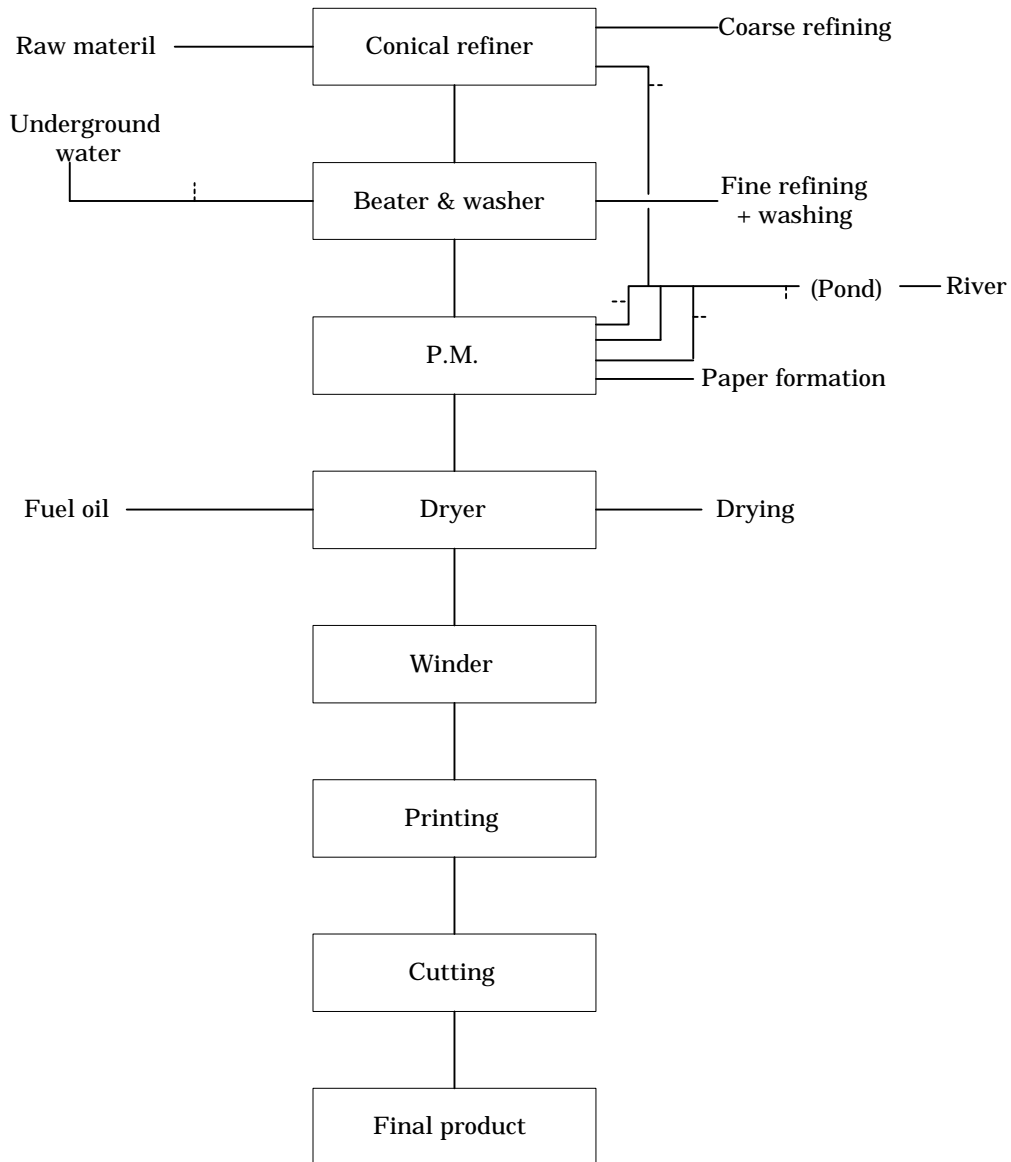 Raw materil
Conical refiner
Coarse refining
Underground
water
Beater & washer
Fine refining
+ washing
(Pond)
River
P.M.
Paper formation
Fuel oil
Dryer
Drying
Winder
Printing
Cutting
Final product